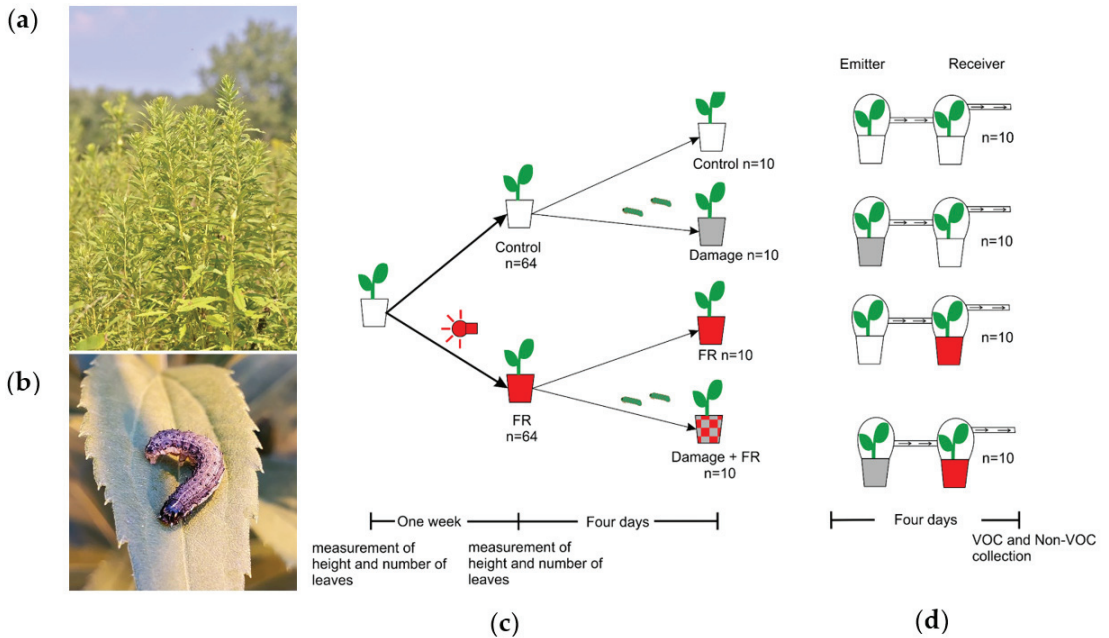 (a)
(b)
Control n=10
Control
n=64
Damage n=10
FR n=10
FR
n=64
Damage + FR
n=10
One week
Four days
measurement of
height and number of
leaves
measurement of
height and number of
leaves
(c)
Emitter
Receiver
n=10
n=10
n=10
n=10
Four days
VOC and Non-VOC
collection
(d)